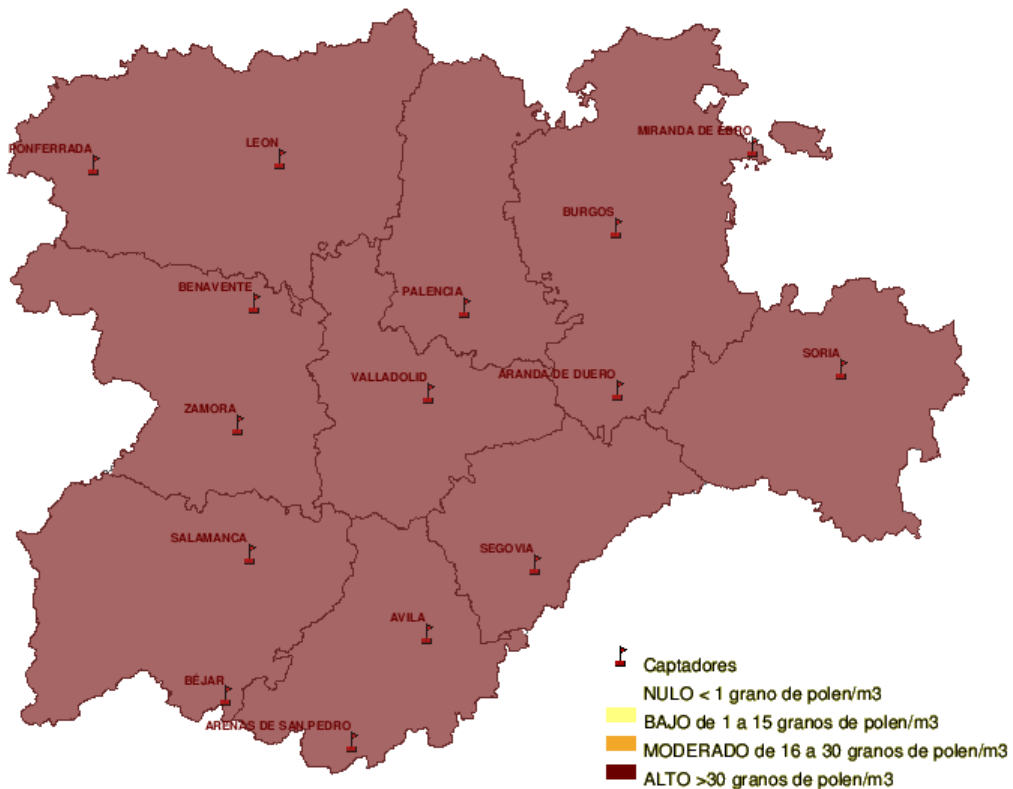 MIRANDA DE EBRO
PONFERRADA
LEON
BURGOS
BENAVENTE
PALENCIA
SORIA
VALLADOLID
ARANDA DE DUERO
ZAMORA
SALAMANCA
SEGOVIA
AVILA
BÉJAR
ARENAS DE SAN PEDRO
Captadores
NULO < 1 grano de polen/m3
BAJO de 1 a 15 granos de polen/m3
MODERADO de 16 a 30 granos de polen/m3
ALTO >30 granos de polen/m3